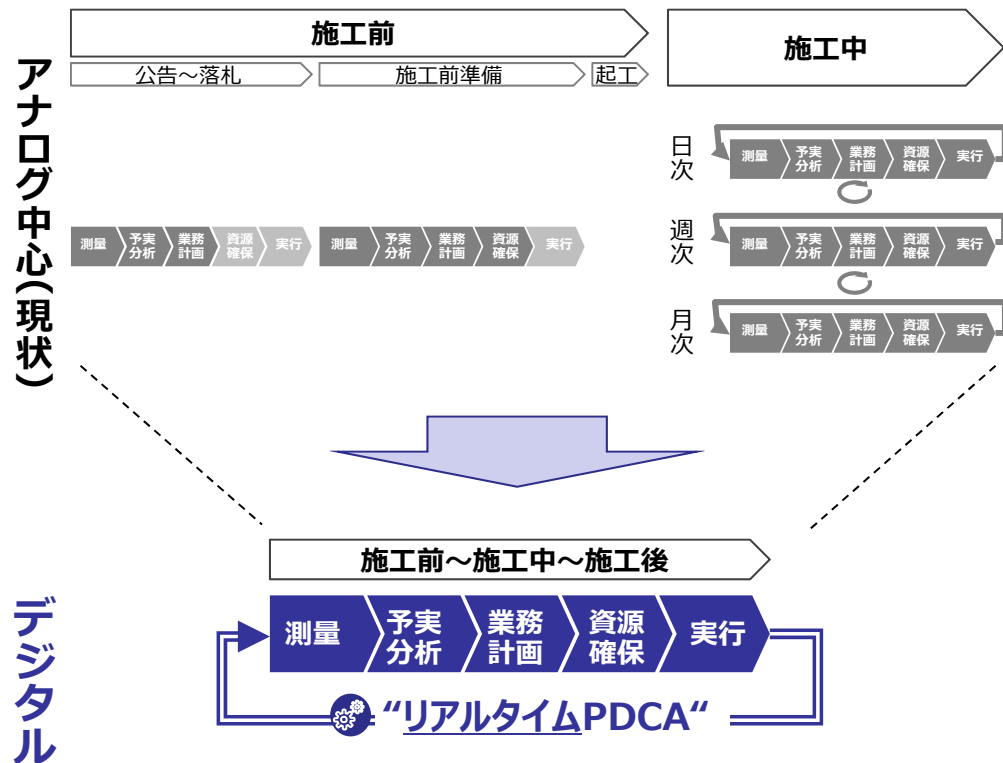 アナログ中心(現状)
施工前
公告～落札
施工前準備
起工
施工中
測量 予実分析 業務計画 資源確保 実行
測量 予実分析 業務計画 資源確保 実行
日次
測量 予実分析 業務計画 資源確保 実行
週次
測量 予実分析 業務計画 資源確保 実行
月次
測量 予実分析 業務計画 資源確保 実行
デジタル
施工前～施工中～施工後
測量 予実分析 業務計画 資源確保 実行
“リアルタイムPDCA“